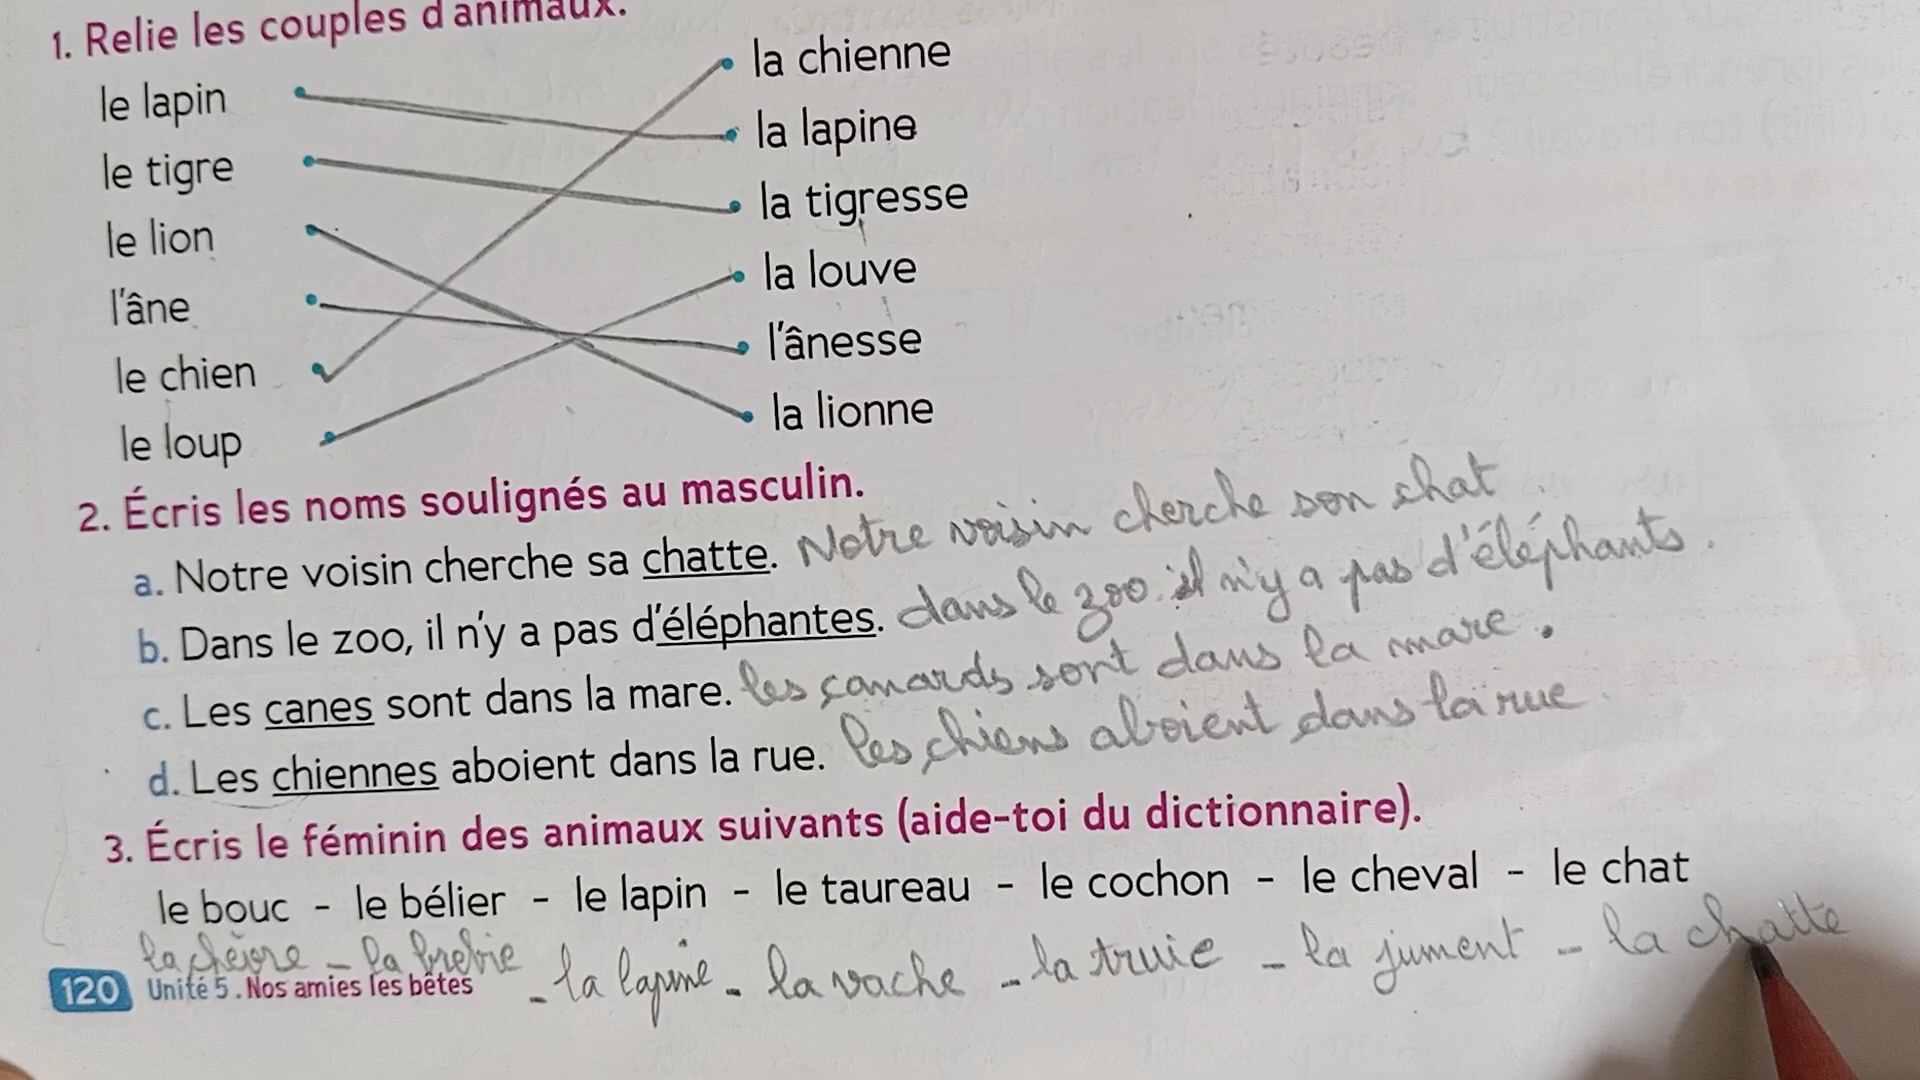 1. Relie les couples d'animaux.
le lapin
le tigre
le lion
l'âne
le chien
le loup
la chienne
la lapine
la tigresse
la louve
l'ânesse
la lionne
2. Écris les noms soulignés au masculin.
a. Notre voisin cherche sa chatte. Notre voisin cherche son chat
b. Dans le zoo, il n'y a pas d'éléphantes. dans le zoo il n'y a pas d'éléphants.
c. Les canes sont dans la mare. les canards sont dans la mare.
d. Les chiennes aboient dans la rue. les chiens aboient dans la rue
3. Écris le féminin des animaux suivants (aide-toi du dictionnaire).
le bouc - le bélier - le lapin - le taureau - le cochon - le cheval - le chat
la chèvre - la brebie - la lapine - la vache - la truie - la jument - la chatte
120 Unité 5 . Nos amies les bêtes